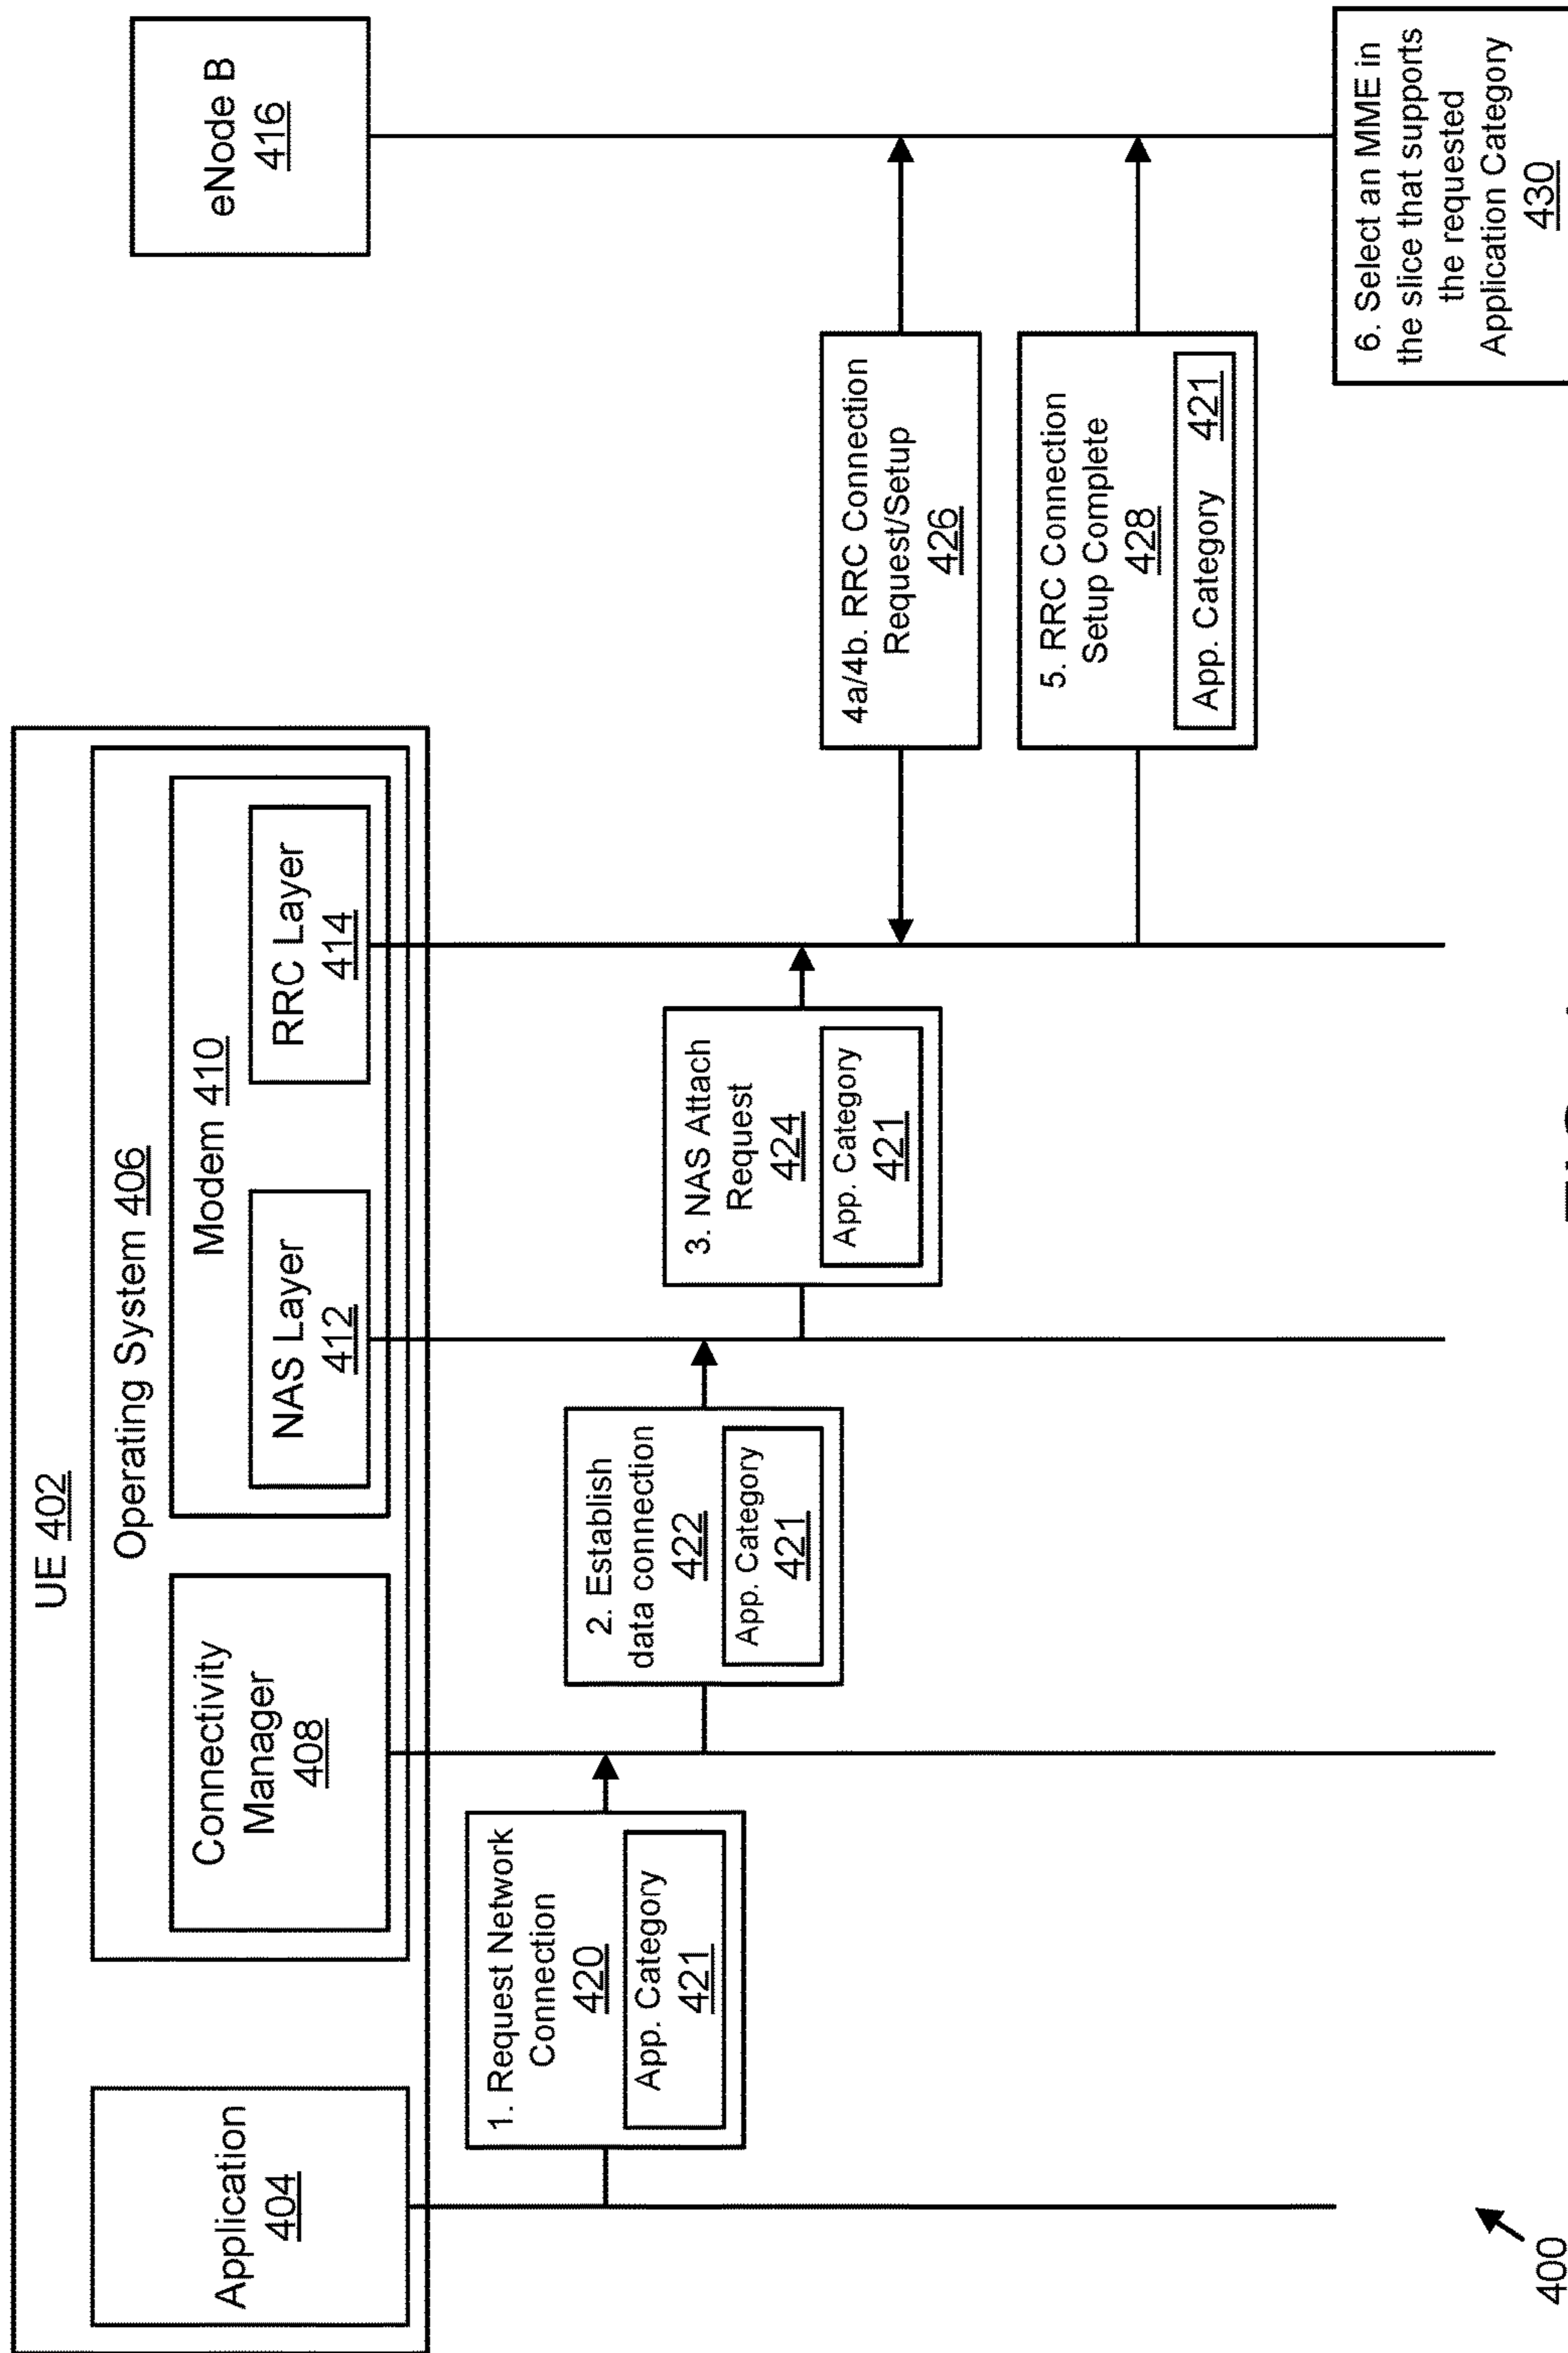 UE 402
Application
404
Operating System 406
Connectivity
Manager
408
Modem 410
NAS Layer
412
RRC Layer
414
eNode B
416
1. Request Network
Connection
420
App. Category
421
2. Establish
data connection
422
App. Category
421
3. NAS Attach
Request
424
App. Category
421
4a/4b. RRC Connection
Request/Setup
426
5. RRC Connection
Setup Complete
428
App. Category 421
6. Select an MME in
the slice that supports
the requested
Application Category
430
400